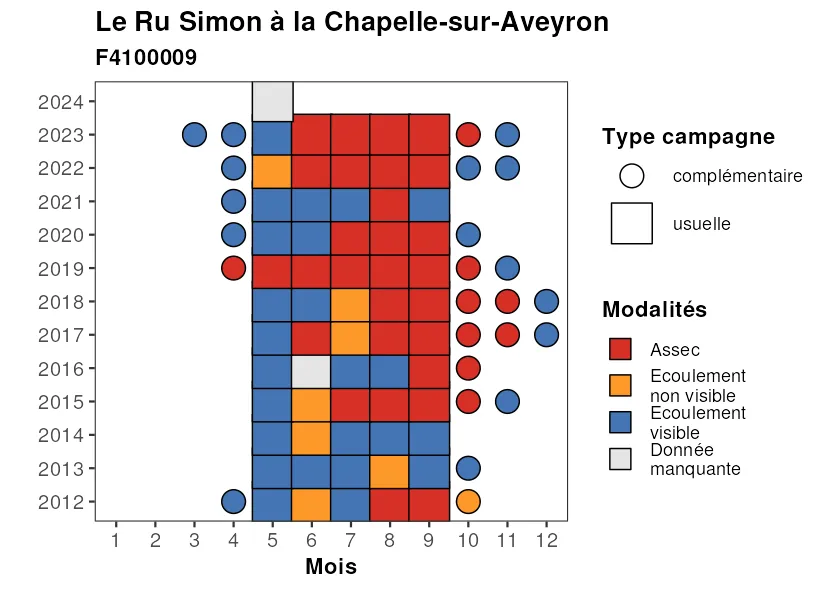 Le Ru Simon à la Chapelle-sur-Aveyron
F4100009
2024
2023
2022
2021
2020
2019
2018
2017
2016
2015
2014
2013
2012
1 2 3 4 5 6 7 8 9 10 11 12
Mois
Type campagne
complémentaire
usuelle
Modalités
Assec
Ecoulement
non visible
Ecoulement
visible
Donnée
manquante